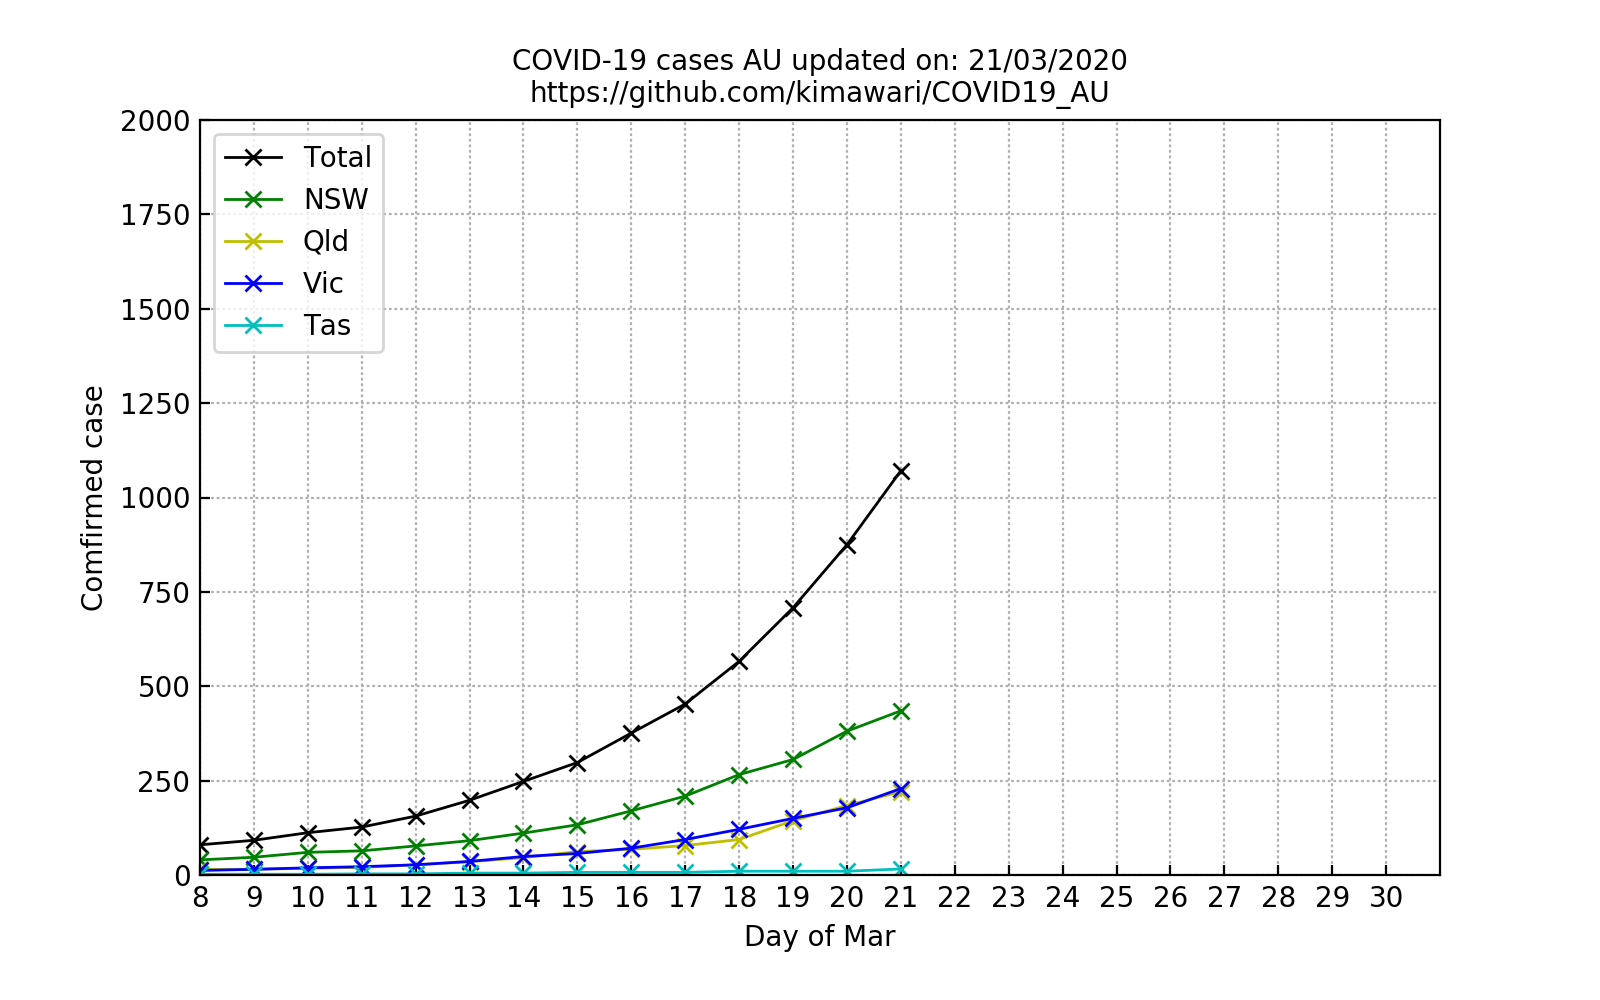 COVID-19 cases AU updated on: 21/03/2020
https://github.com/kimawari/COVID19_AU
2000
1750
1500
1250
1000
750
500
250
0
Comfirmed case
Total
NSW
Qld
Vic
Tas
8 9 10 11 12 13 14 15 16 17 18 19 20 21 22 23 24 25 26 27 28 29 30
Day of Mar